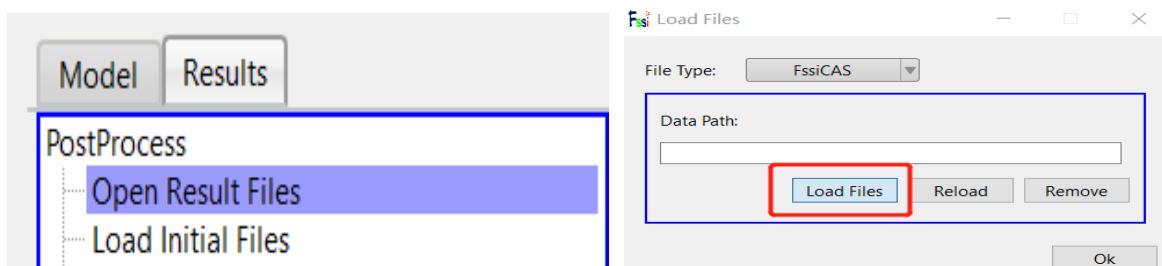 Model Results
PostProcess
Open Result Files
Load Initial Files
Fssi Load Files
File Type: FssiCAS
Data Path:
Load Files Reload Remove
Ok